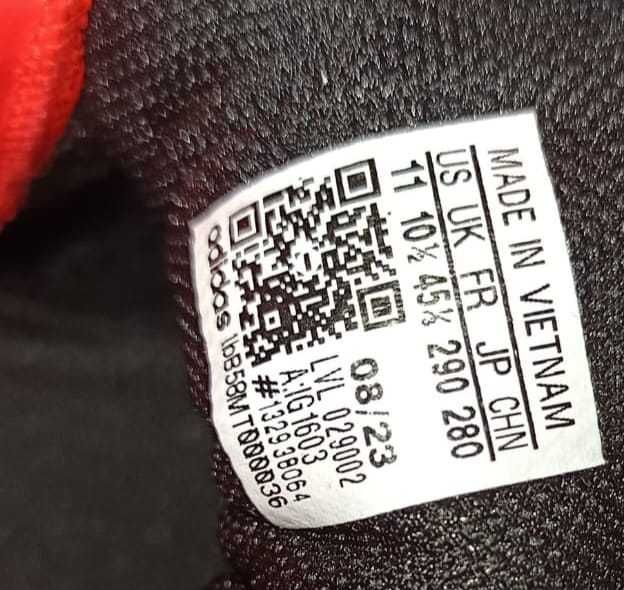 MADE IN VIETNAM
US UK FR JP CHN
11 10½ 45⅓ 290 280
08/23
LVL 029002
A:IG1603
#132938064
adidas